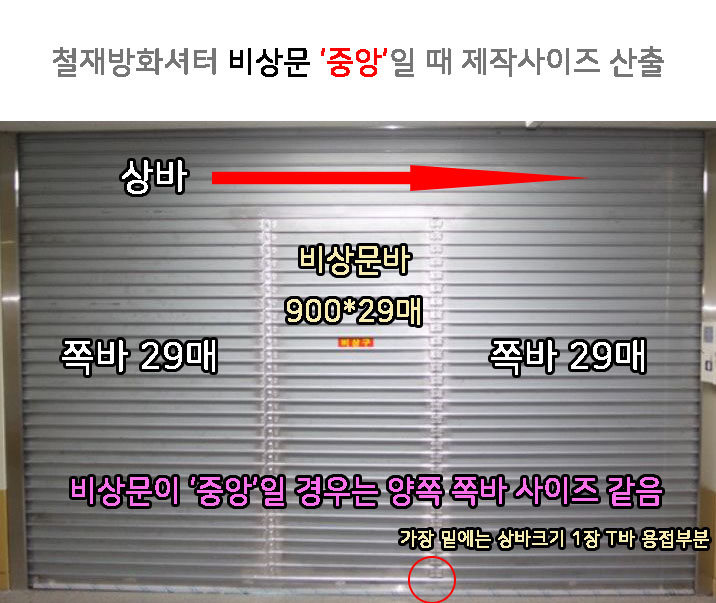 철재방화셔터 비상문 '중앙'일 때 제작사이즈 산출
상바
비상문바
900*29매
비상구
쪽바 29매
쪽바 29매
비상문이 '중앙'일 경우는 양쪽 쪽바 사이즈 같음
가장 밑에는 상바크기 1장 T바 용접부분